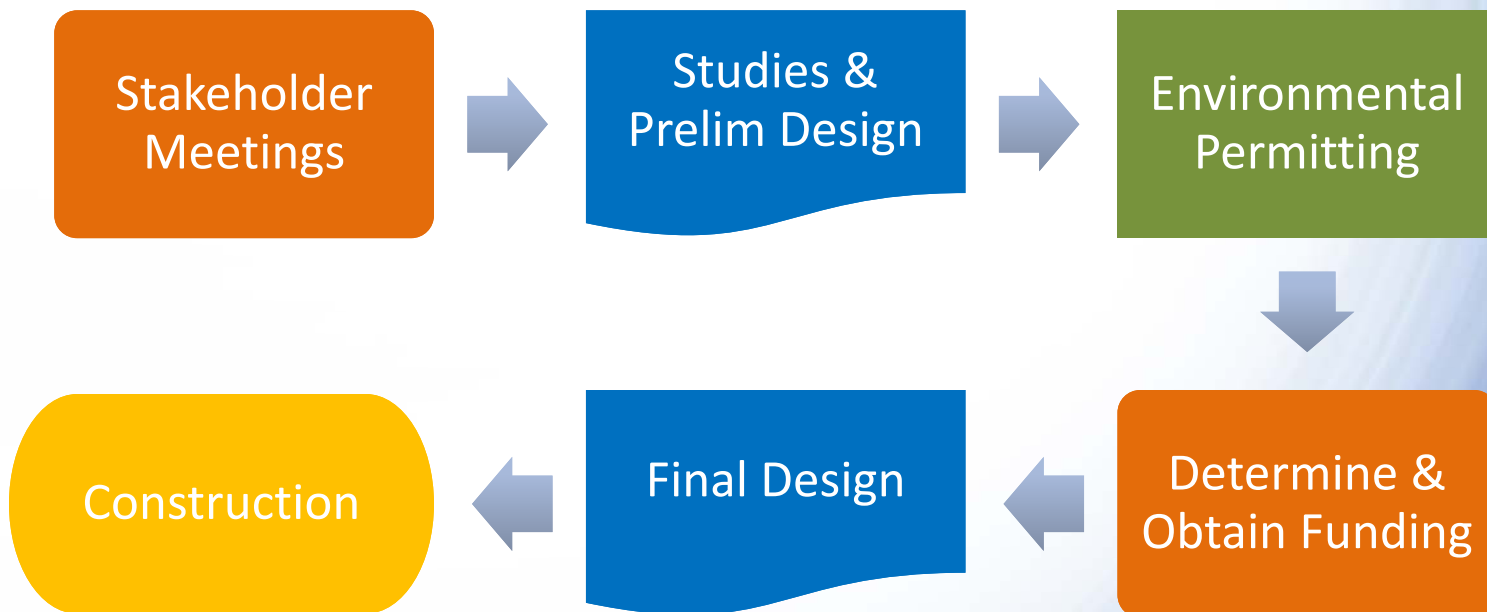 Stakeholder
Meetings
Studies &
Prelim Design
Environmental
Permitting
Determine &
Obtain Funding
Final Design
Construction